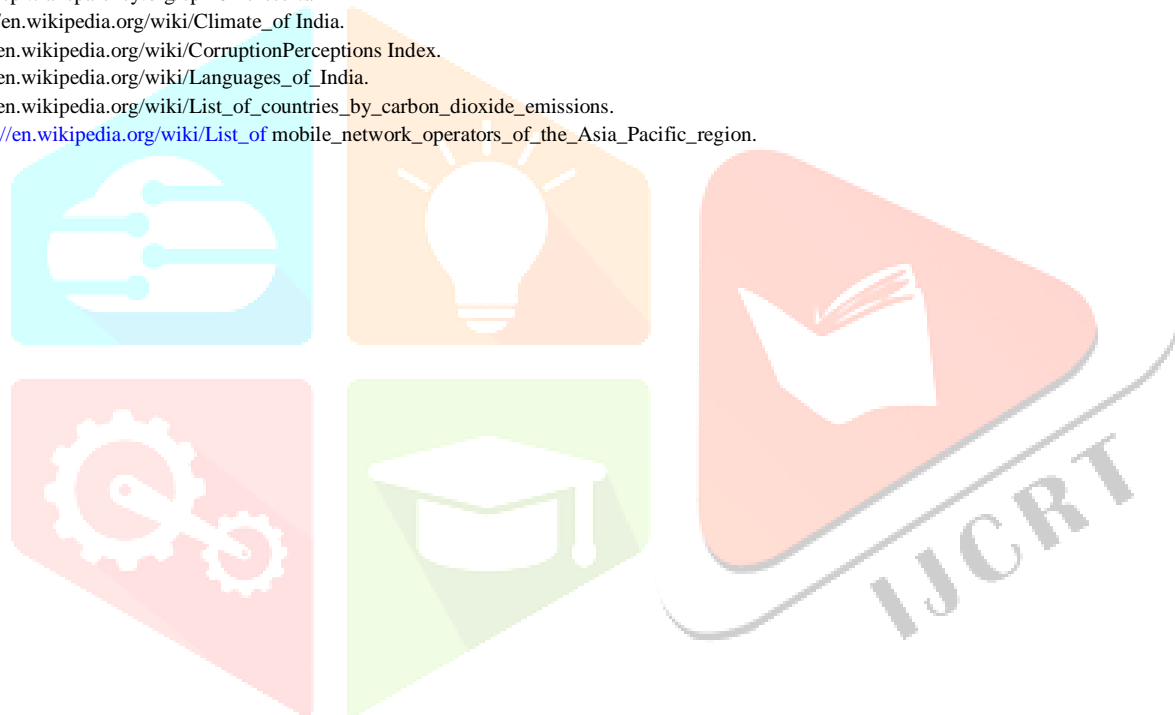 /en.wikipedia.org/wiki/Climate_of India.
en.wikipedia.org/wiki/CorruptionPerceptions Index.
en.wikipedia.org/wiki/Languages_of_India.
en.wikipedia.org/wiki/List_of_countries_by_carbon_dioxide_emissions.
://en.wikipedia.org/wiki/List_of mobile_network_operators_of_the_Asia_Pacific_region.
IJCRT